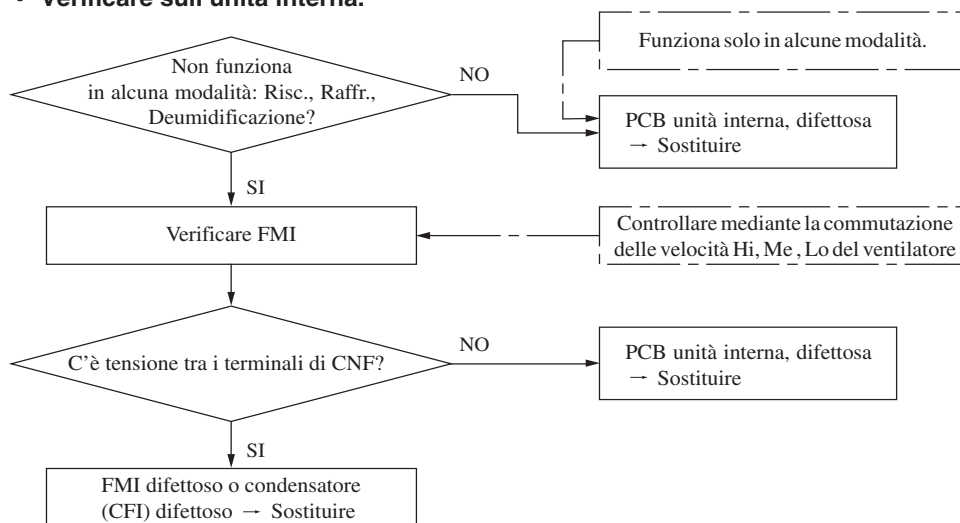 • Verificare sull'unità interna.
Funziona solo in alcune modalità.
Non funziona
in alcuna modalità: Risc., Raffr.,
Deumidificazione?
NO
PCB unità interna, difettosa
→ Sostituire
SI
Verificare FMI
Controllare mediante la commutazione
delle velocità Hi, Me , Lo del ventilatore
C'è tensione tra i terminali di CNF?
NO
PCB unità interna, difettosa
→ Sostituire
SI
FMI difettoso o condensatore
(CFI) difettoso → Sostituire